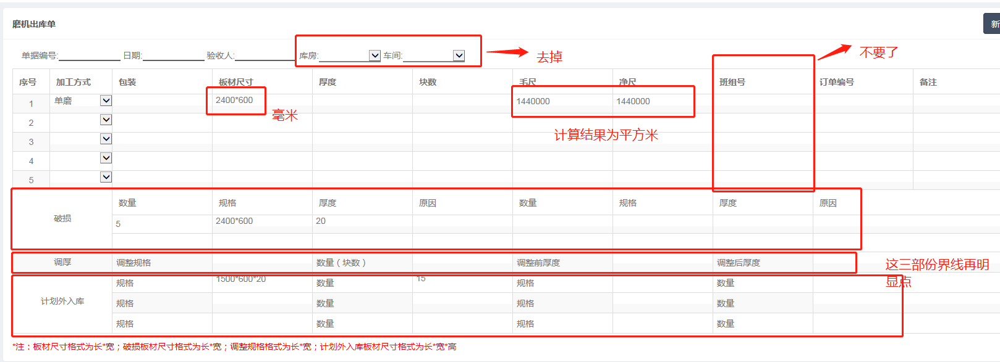 磨机出库单
新
单据编号: 日期: 验收人: 库房: 车间:
去掉
不要了
序号 加工方式 包装 板材尺寸 厚度 块数 毛尺 净尺 班组号 订单编号 备注
1 单磨 2400*600 1440000 1440000
毫米
2
计算结果为平方米
3
4
5
破损
数量 规格 厚度 原因 数量 规格 厚度 原因
5 2400*600 20
调厚 调整规格 数量（块数） 调整前厚度 调整后厚度
这三部份界线再明
显点
计划外入库
规格 1500*600*20 数量 15 规格 数量
规格 数量 规格 数量
规格 数量 规格 数量
*注：板材尺寸格式为长*宽；破损板材尺寸格式为长*宽；调整规格格式为长*宽；计划外入库板材尺寸格式为长*宽*高